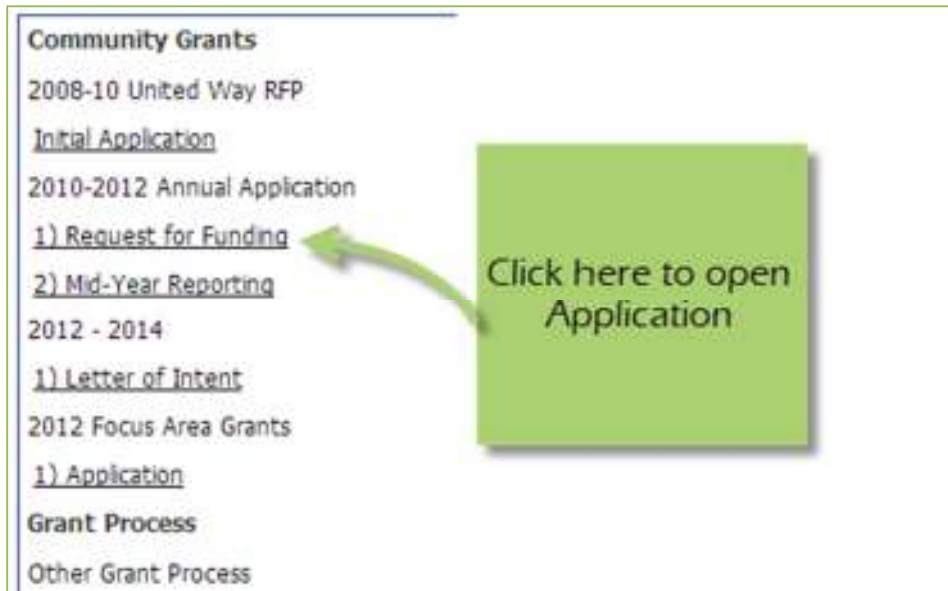 Community Grants
2008-10 United Way RFP
Initial Application
2010-2012 Annual Application
1) Request for Funding
2) Mid-Year Reporting
2012 - 2014
1) Letter of Intent
2012 Focus Area Grants
1) Application
Grant Process
Other Grant Process
Click here to open
Application